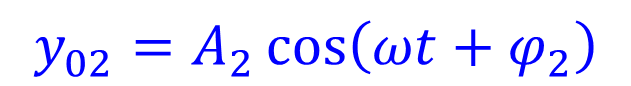 y₀₂ = A₂ cos(ωt + φ₂)